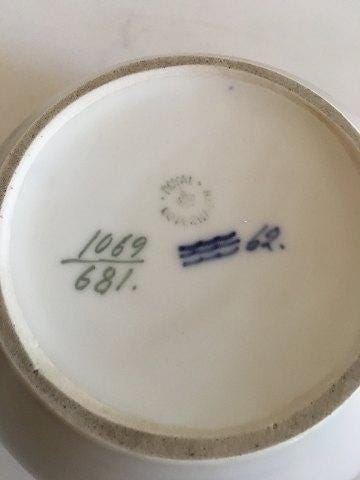 ROYAL
COPENHAGEN
1069
681.
62.